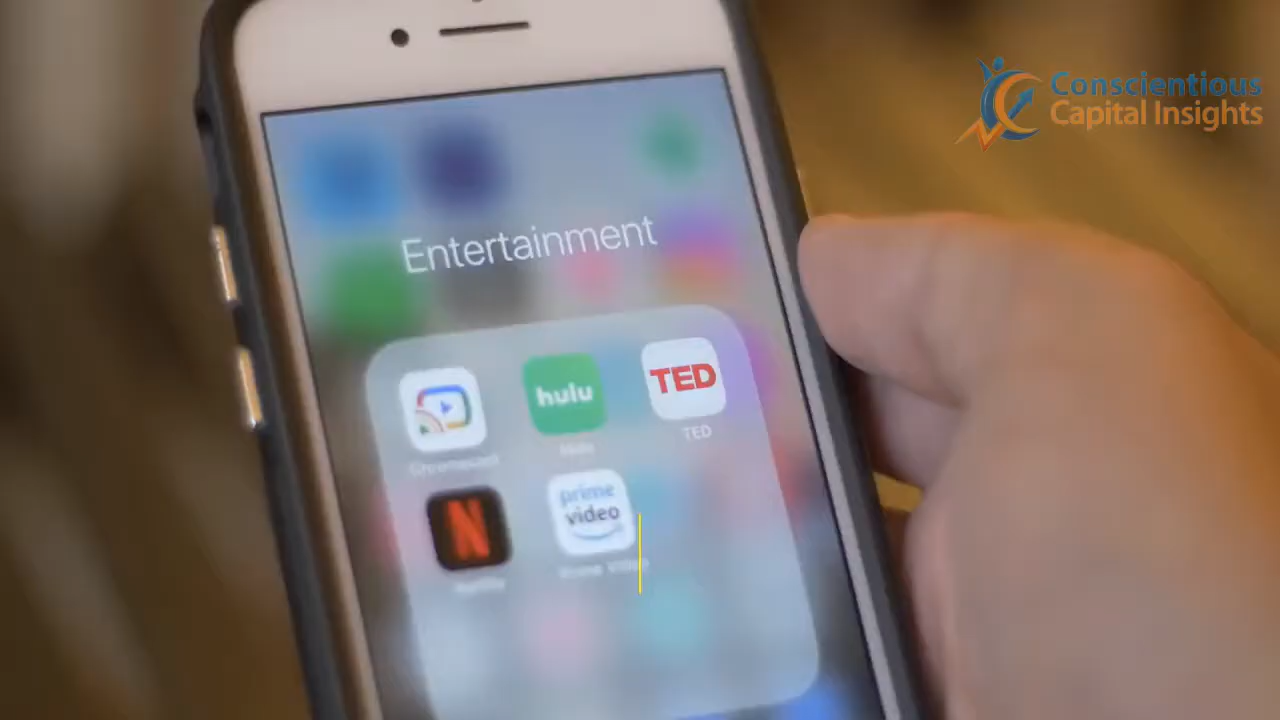 Conscientious
Capital Insights
Entertainment
hulu
TED
TED
N
prime
video